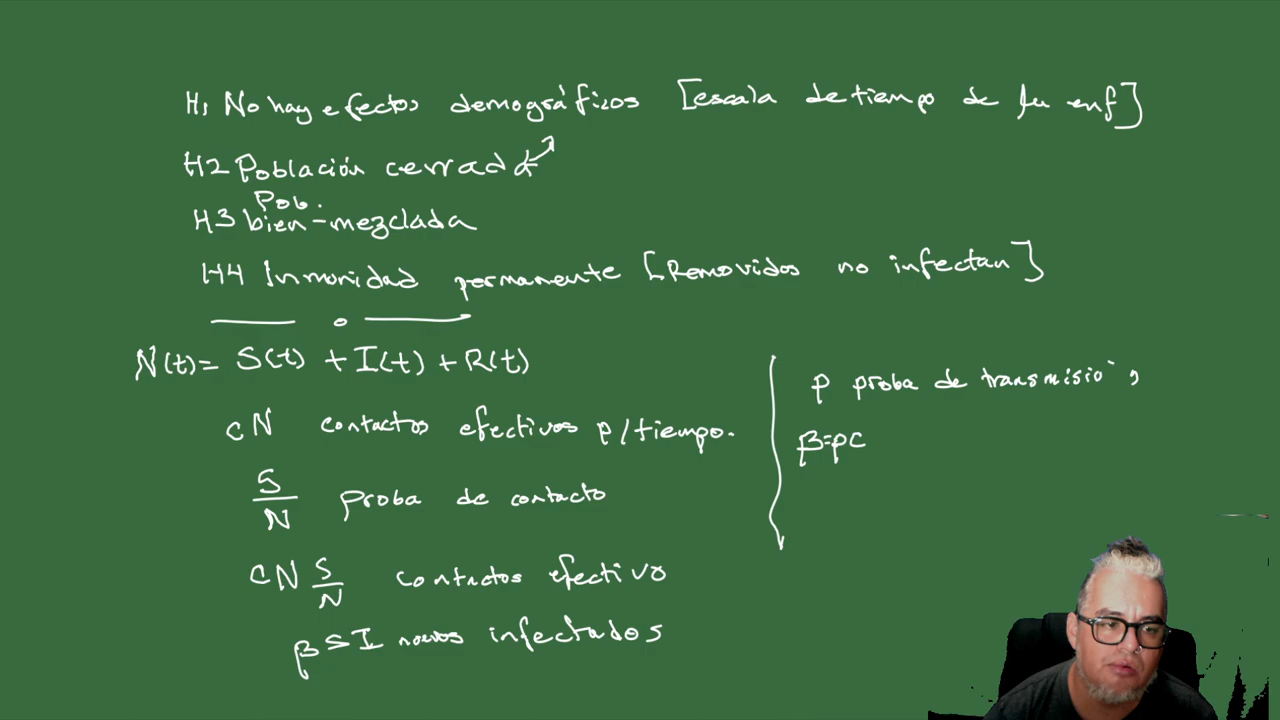 H1 No hay efectos demográficos [escala de tiempo de la enf]
H2 Población cerrada
Pob.
H3 bien-mezclada
H4 Inmunidad permanente [Removidos no infectan]
N(t)= S(t) + I(t) + R(t)
cN contactos efectivos p/tiempo.
S/N proba de contacto
cN S/N contactos efectivo
βSI nuevos infectados
p proba de transmisio,
β=pc